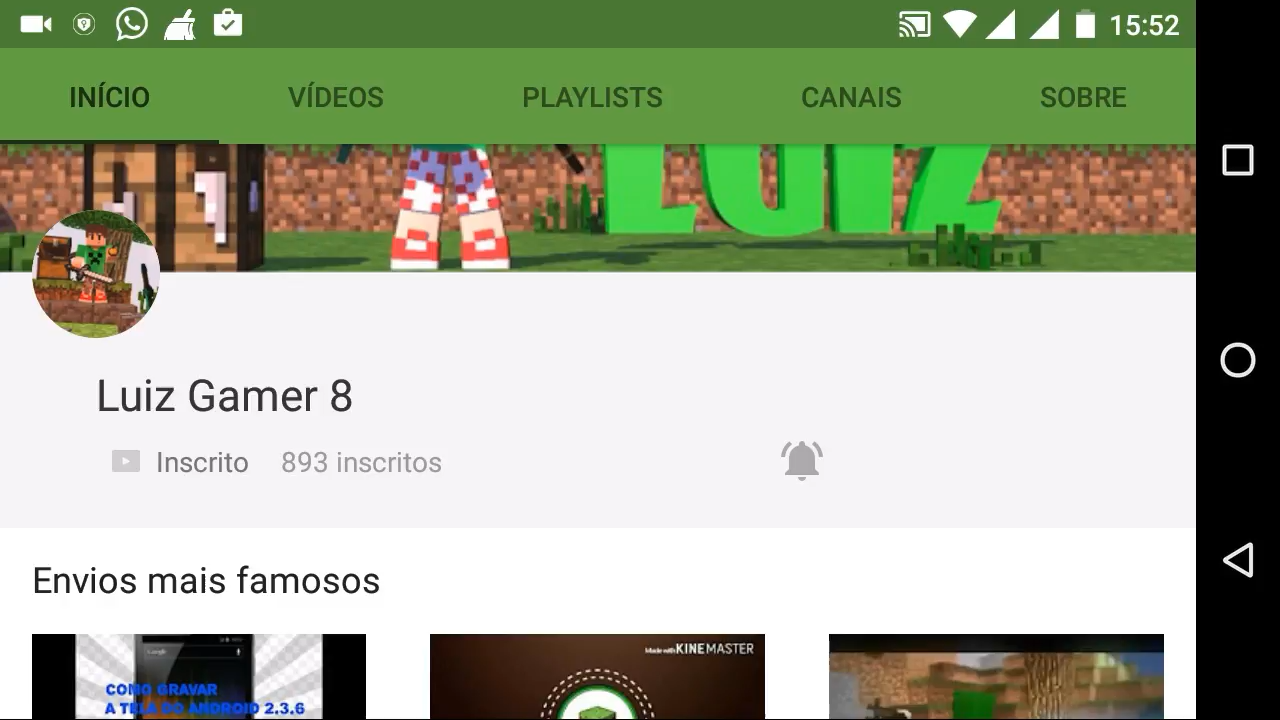 15:52
INÍCIO VÍDEOS PLAYLISTS CANAIS SOBRE
LUIZ
Luiz Gamer 8
Inscrito 893 inscritos
Envios mais famosos
Google
COMO GRAVAR
A TELA DO ANDROID 2.3.6
Made with KINEMASTER